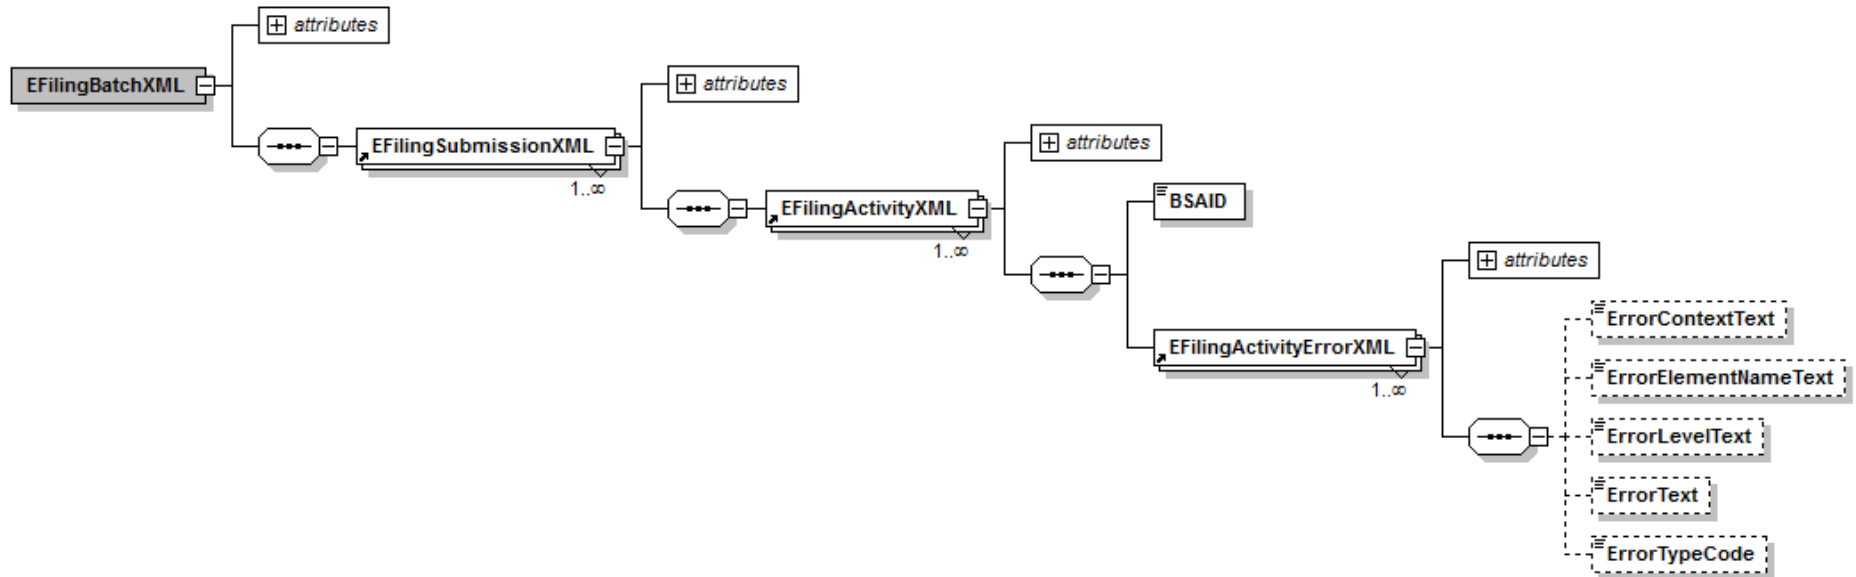 attributes
EFilingBatchXML
attributes
EFilingSubmissionXML
1..∞
attributes
BSAID
EFilingActivityXML
1..∞
attributes
ErrorContextText
EFilingActivityErrorXML
1..∞
ErrorElementNameText
ErrorLevelText
ErrorText
ErrorTypeCode